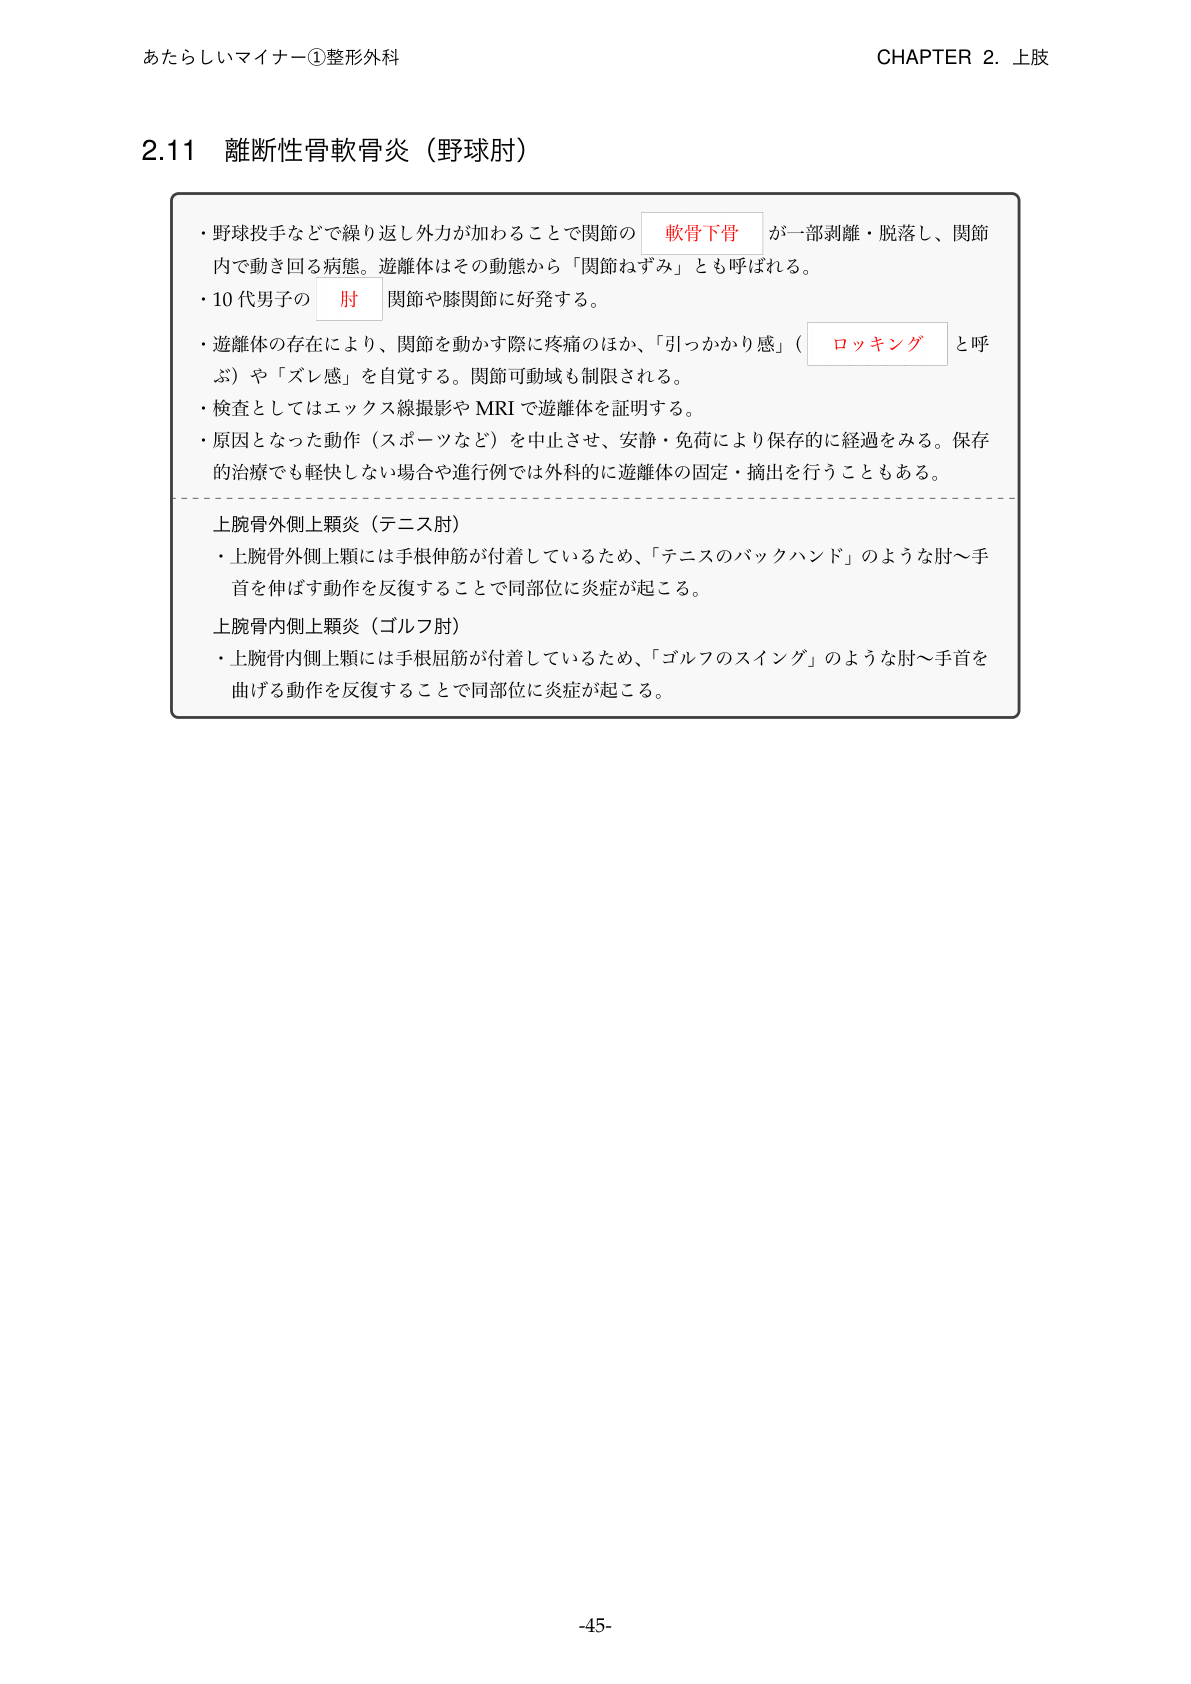 あたらしいマイナー①整形外科
CHAPTER 2. 上肢
2.11 離断性骨軟骨炎（野球肘）
・野球投手などで繰り返し外力が加わることで関節の 軟骨下骨 が一部剥離・脱落し、関節
内で動き回る病態。遊離体はその動態から「関節ねずみ」とも呼ばれる。
・10 代男子の 肘 関節や膝関節に好発する。
・遊離体の存在により、関節を動かす際に疼痛のほか、「引っかかり感」（ ロッキング と呼
ぶ）や「ズレ感」を自覚する。関節可動域も制限される。
・検査としてはエックス線撮影や MRI で遊離体を証明する。
・原因となった動作（スポーツなど）を中止させ、安静・免荷により保存的に経過をみる。保存
的治療でも軽快しない場合や進行例では外科的に遊離体の固定・摘出を行うこともある。
上腕骨外側上顆炎（テニス肘）
・上腕骨外側上顆には手根伸筋が付着しているため、「テニスのバックハンド」のような肘〜手
首を伸ばす動作を反復することで同部位に炎症が起こる。
上腕骨内側上顆炎（ゴルフ肘）
・上腕骨内側上顆には手根屈筋が付着しているため、「ゴルフのスイング」のような肘〜手首を
曲げる動作を反復することで同部位に炎症が起こる。
-45-